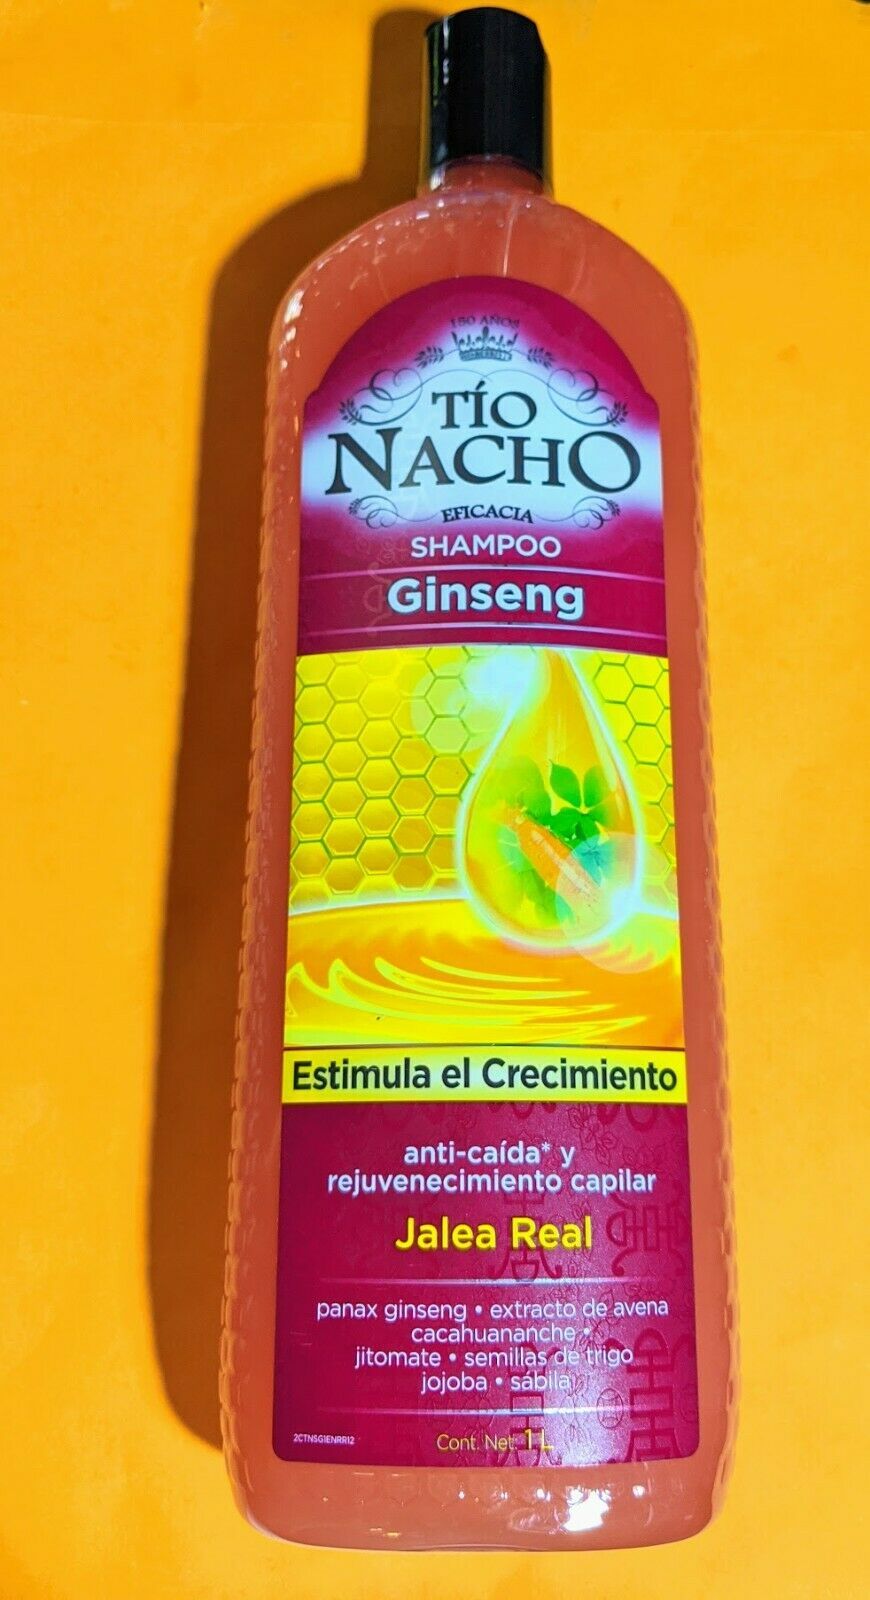 150 AÑOS
TÍO
NACHO
EFICACIA
SHAMPOO
Ginseng
Estimula el Crecimiento
anti-caída* y
rejuvenecimiento capilar
Jalea Real
panax ginseng • extracto de avena
cacahuananche •
jitomate • semillas de trigo
jojoba • sábila
2CTNSG1ENRR12
Cont. Net. 1 L